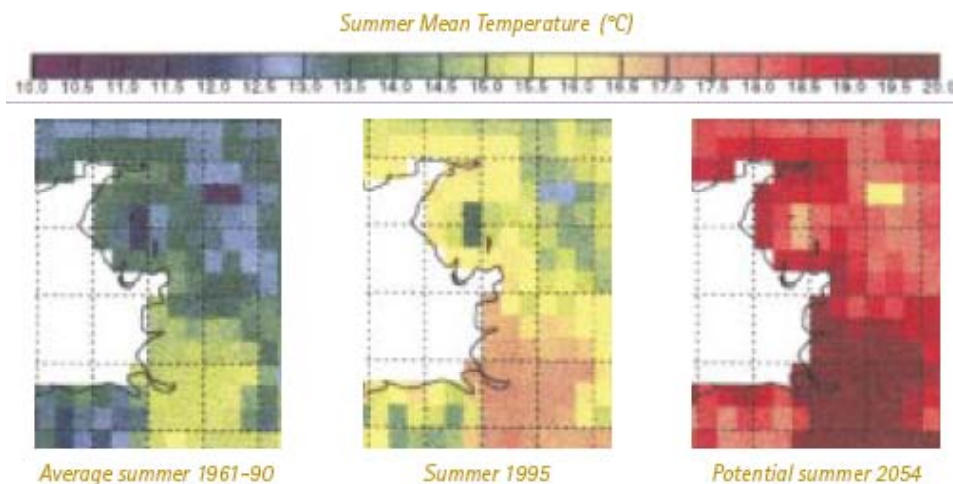 Summer Mean Temperature (°C)
10.0 10.5 11.0 11.5 12.0 12.5 13.0 13.5 14.0 14.5 15.0 15.5 16.0 16.5 17.0 17.5 18.0 18.5 19.0 19.5 20.0
Average summer 1961–90 Summer 1995 Potential summer 2054